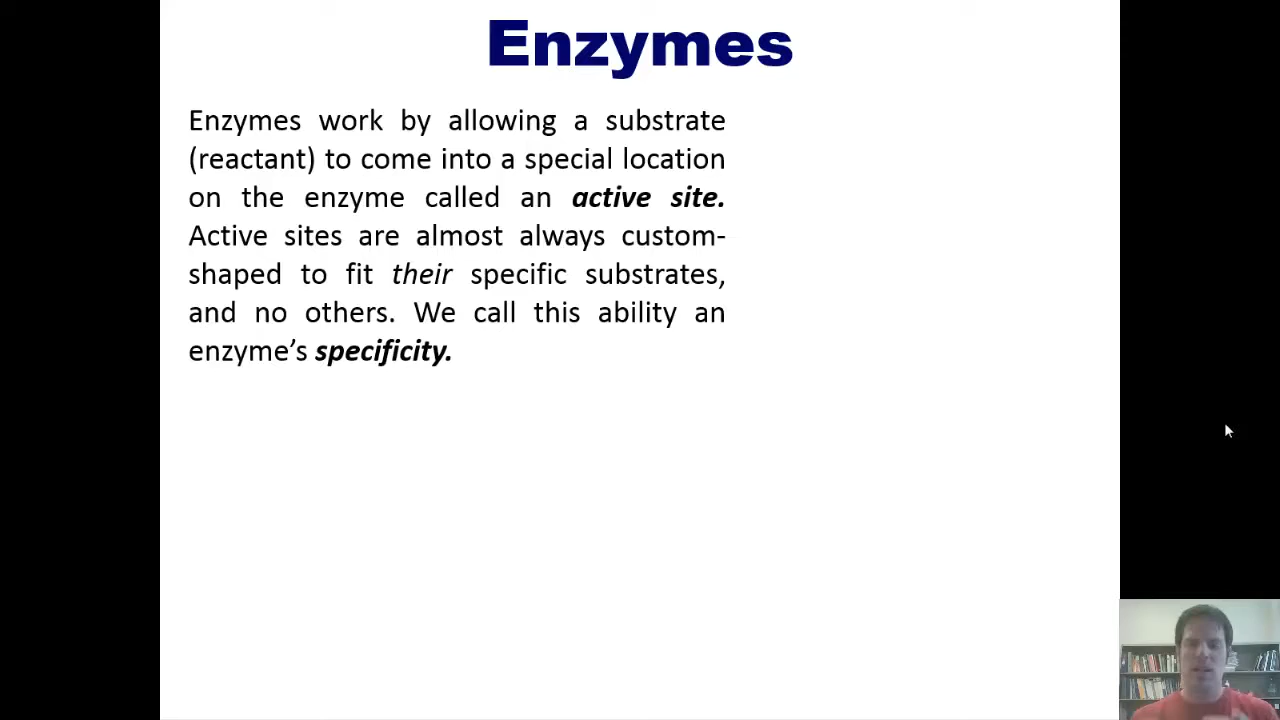 Enzymes
Enzymes work by allowing a substrate
(reactant) to come into a special location
on the enzyme called an active site.
Active sites are almost always custom-
shaped to fit their specific substrates,
and no others. We call this ability an
enzyme’s specificity.